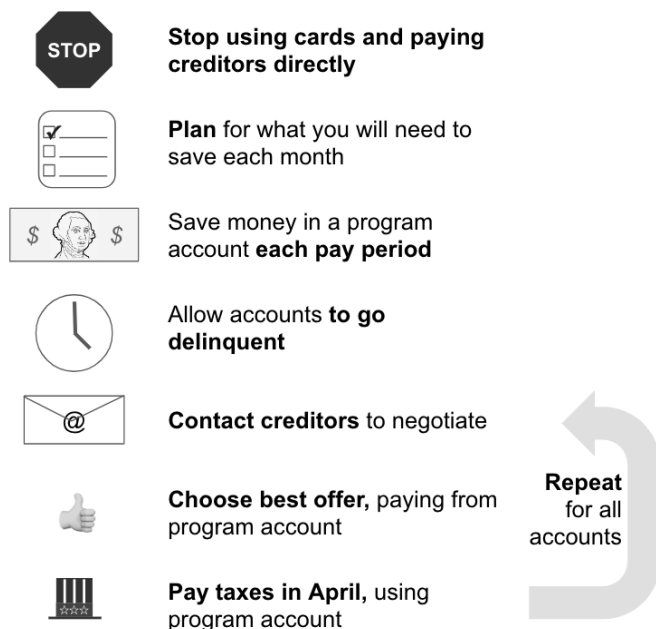 STOP
Stop using cards and paying
creditors directly
Plan for what you will need to
save each month
$ $
Save money in a program
account each pay period
Allow accounts to go
delinquent
@
Contact creditors to negotiate
Choose best offer, paying from
program account
Repeat
for all
accounts
Pay taxes in April, using
program account